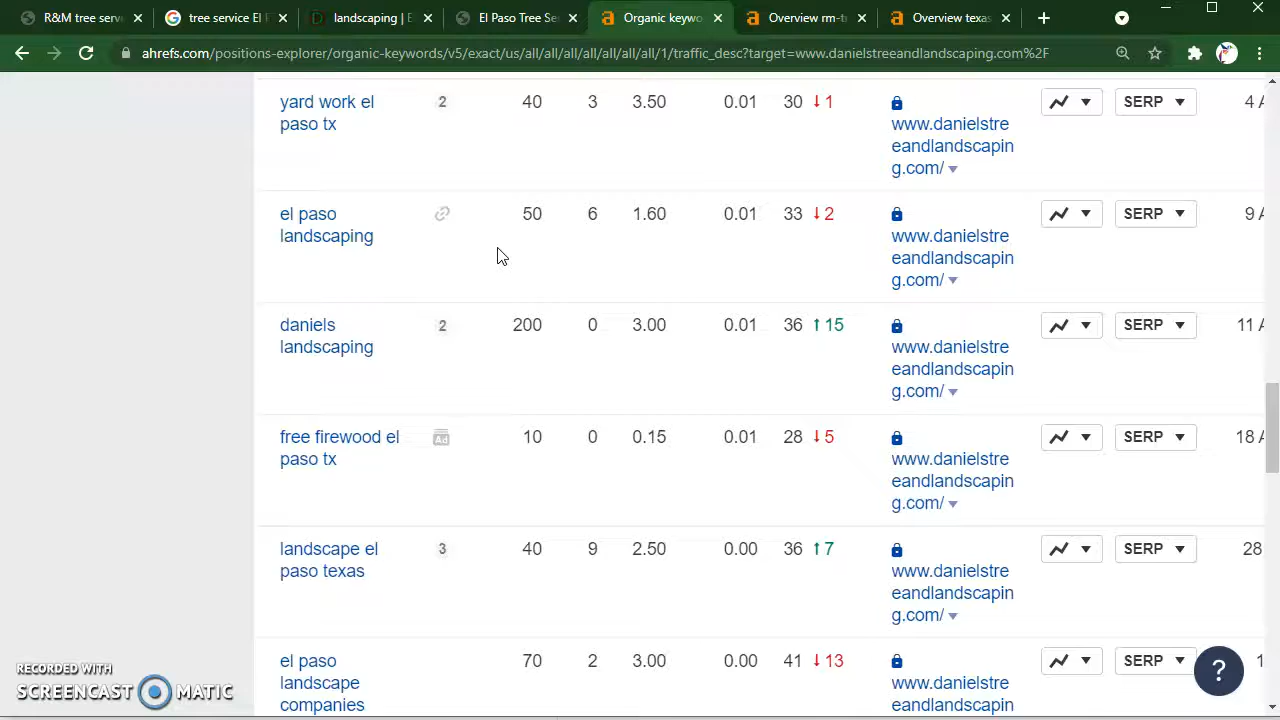 R&M tree serv
tree service El F
landscaping | E
El Paso Tree Se
Organic keywo
Overview rm-t
Overview texas
ahrefs.com/positions-explorer/organic-keywords/v5/exact/us/all/all/all/all/all/all/all/1/traffic_desc?target=www.danielstreeandlandscaping.com%2F
yard work el
paso tx
2
40
3
3.50
0.01
30 ↓1
www.danielstre
eandlandscapin
g.com/
SERP
4 A
el paso
landscaping
50
6
1.60
0.01
33 ↓2
www.danielstre
eandlandscapin
g.com/
SERP
9 A
daniels
landscaping
2
200
0
3.00
0.01
36 ↑15
www.danielstre
eandlandscapin
g.com/
SERP
11 A
free firewood el
paso tx
Ad
10
0
0.15
0.01
28 ↓5
www.danielstre
eandlandscapin
g.com/
SERP
18 A
landscape el
paso texas
3
40
9
2.50
0.00
36 ↑7
www.danielstre
eandlandscapin
g.com/
SERP
28
el paso
landscape
companies
70
2
3.00
0.00
41 ↓13
www.danielstre
eandlandscapin
SERP
1
?
RECORDED WITH
SCREENCAST MATIC